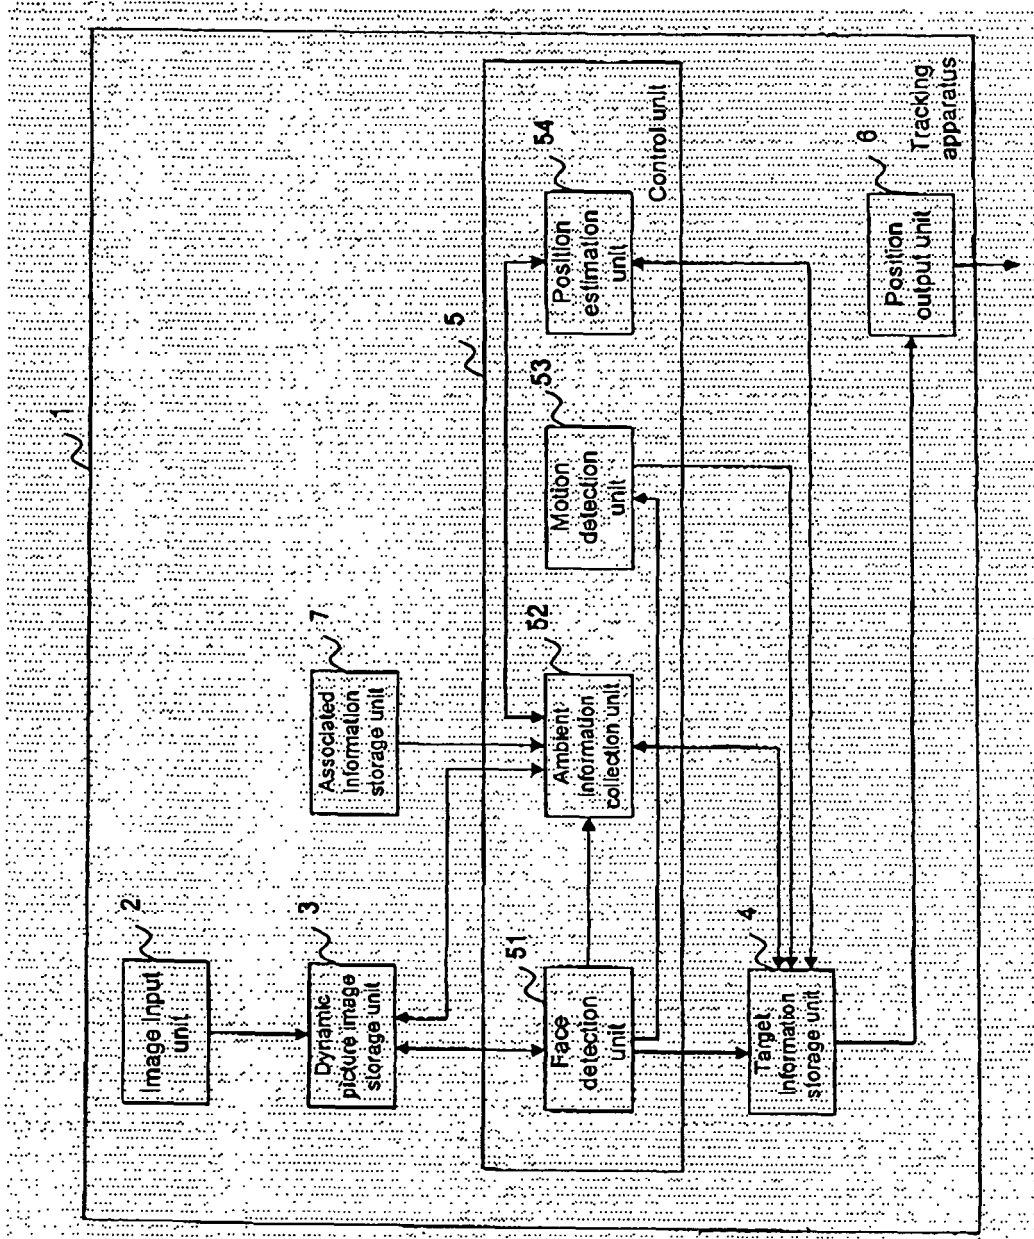 1
2
Image input
unit
3
Dynamic
picture image
storage unit
7
Associated
Information
storage unit
5
51
Face
detection
unit
52
Ambient
Information
collection unit
53
Motion
detection
unit
54
Position
estimation
unit
Control unit
4
Target
Information
storage unit
6
Position
output unit
Tracking
apparatus